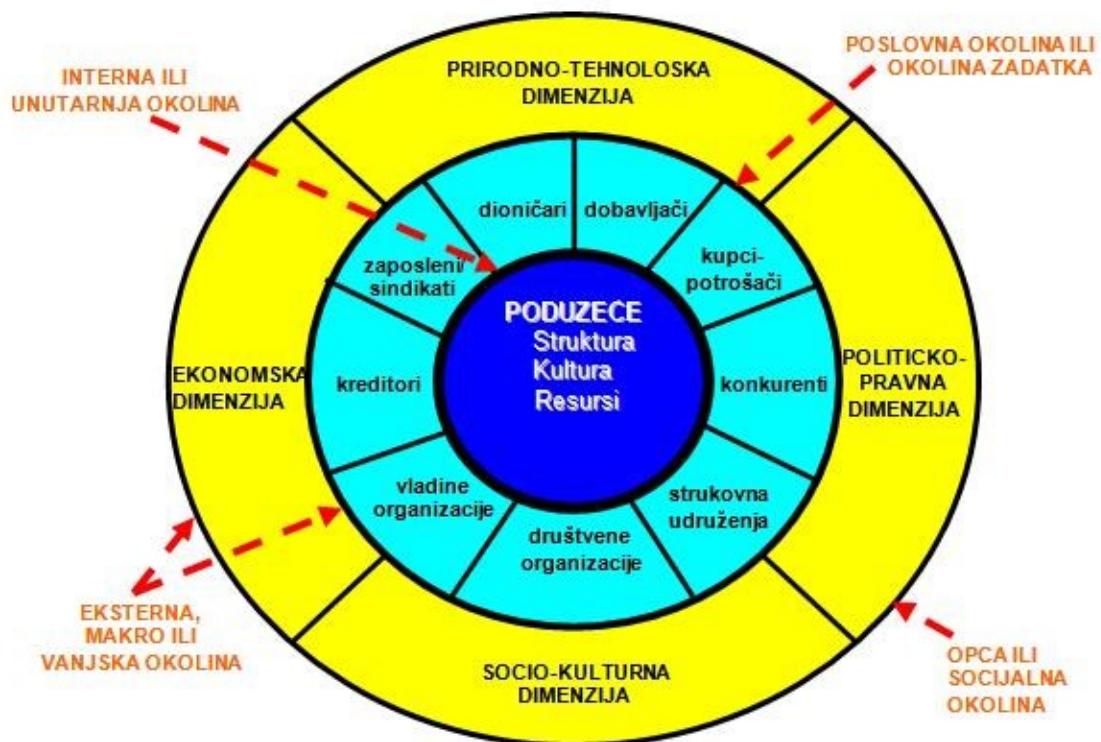 INTERNA ILI
UNUTARNJA OKOLINA
POSLOVNA OKOLINA ILI
OKOLINA ZADATKA
PRIRODNO-TEHNOLOSKA
DIMENZIJA
dioničari
dobavljači
zaposleni/
sindikati
kupci-
potrošači
PODUZECE
Struktura
Kultura
Resursi
EKONOMSKA
DIMENZIJA
kreditori
konkurenti
POLITICKO-
PRAVNA
DIMENZIJA
vladine
organizacije
strukovna
udruženja
društvene
organizacije
EKSTERNA,
MAKRO ILI
VANJSKA OKOLINA
SOCIO-KULTURNA
DIMENZIJA
OPCA ILI
SOCIJALNA
OKOLINA